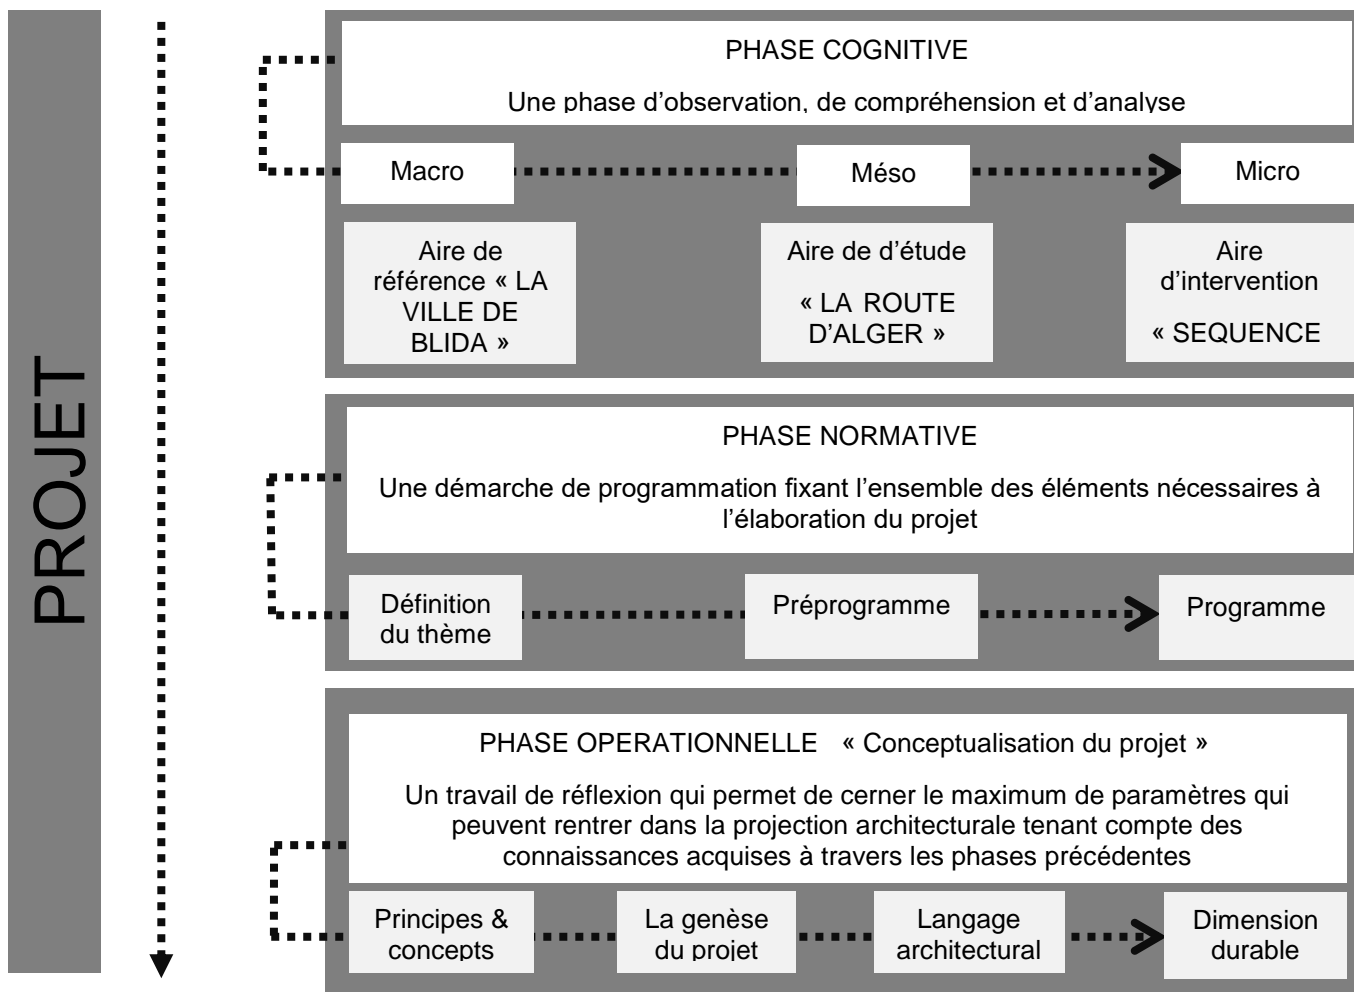 PROJET
PHASE COGNITIVE
Une phase d'observation, de compréhension et d'analyse
Macro
Méso
Micro
Aire de
référence « LA
VILLE DE
BLIDA »
Aire de d'étude
« LA ROUTE
D'ALGER »
Aire
d'intervention
« SEQUENCE
PHASE NORMATIVE
Une démarche de programmation fixant l'ensemble des éléments nécessaires à
l'élaboration du projet
Définition
du thème
Préprogramme
Programme
PHASE OPERATIONNELLE « Conceptualisation du projet »
Un travail de réflexion qui permet de cerner le maximum de paramètres qui
peuvent rentrer dans la projection architecturale tenant compte des
connaissances acquises à travers les phases précédentes
Principes &
concepts
La genèse
du projet
Langage
architectural
Dimension
durable